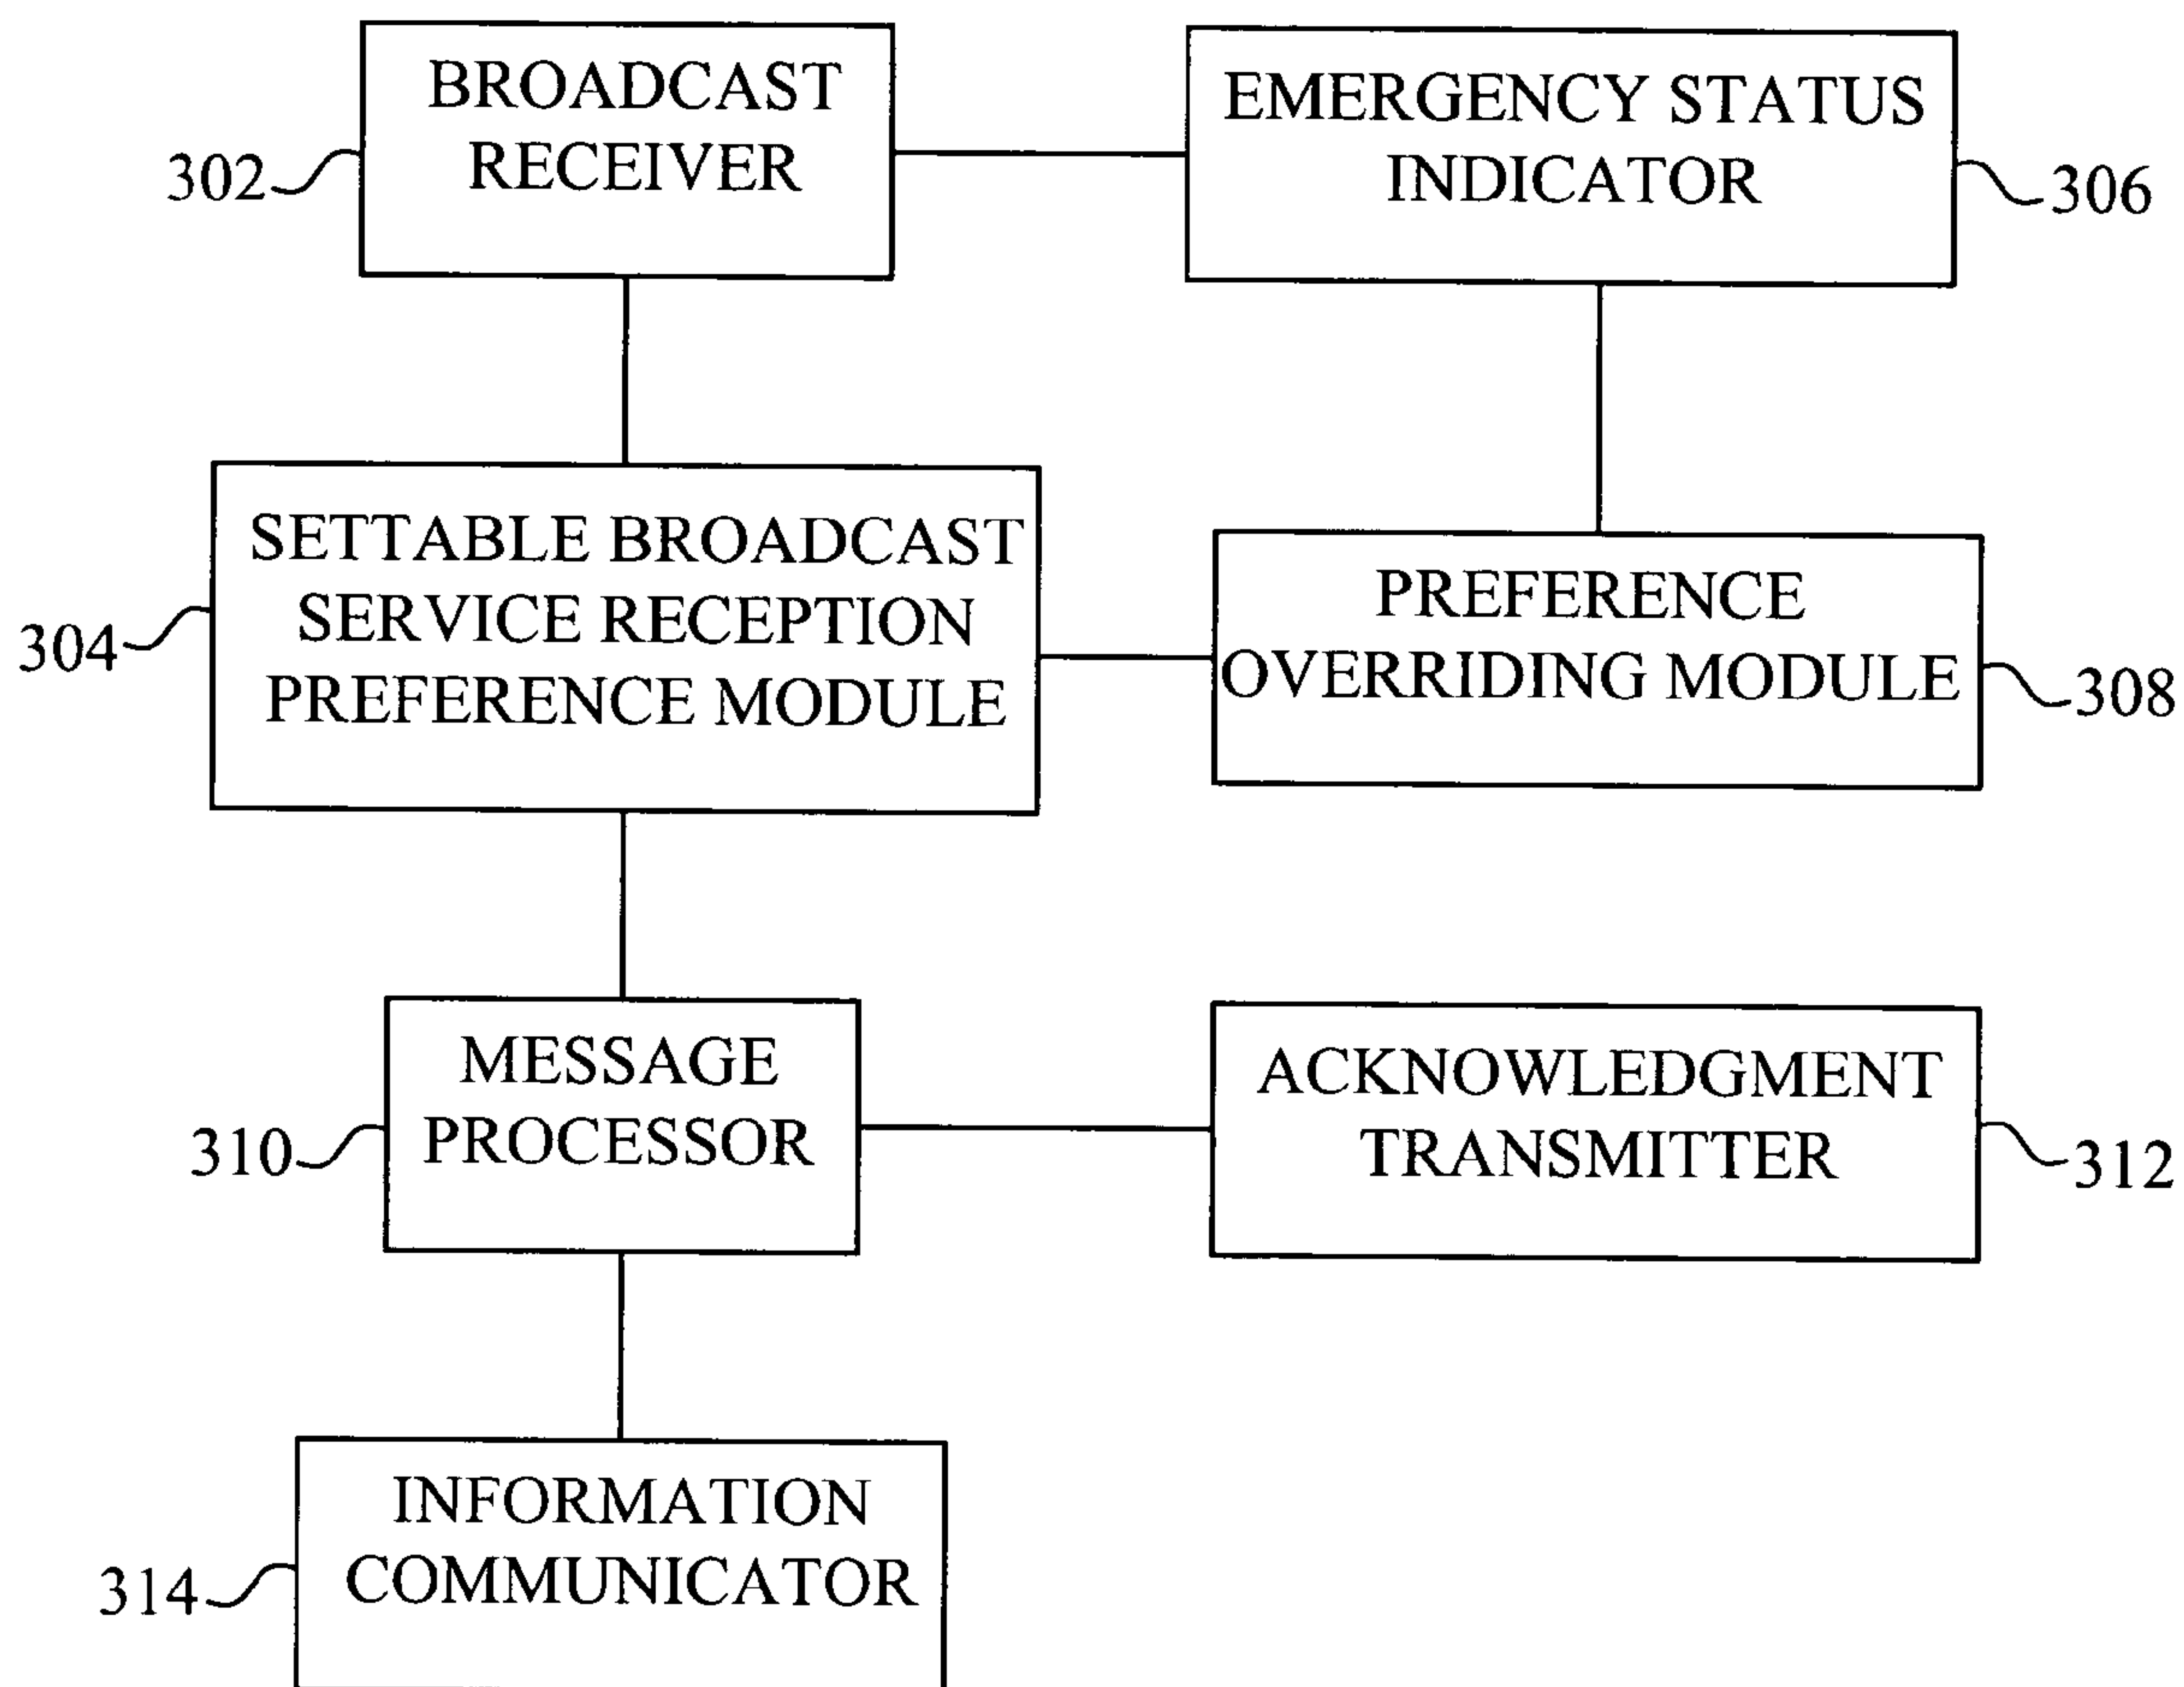 BROADCAST
RECEIVER
302
EMERGENCY STATUS
INDICATOR
306
SETTABLE BROADCAST
SERVICE RECEPTION
PREFERENCE MODULE
304
PREFERENCE
OVERRIDING MODULE
308
MESSAGE
PROCESSOR
310
ACKNOWLEDGMENT
TRANSMITTER
312
INFORMATION
COMMUNICATOR
314